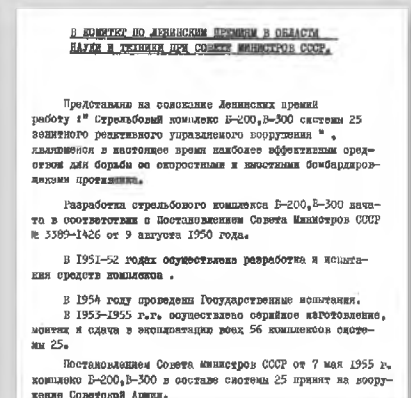 В КОМИТЕТ ПО ЛЕНИНСКИМ ПРЕМИЯМ В ОБЛАСТИ
НАУКИ И ТЕХНИКИ ПРИ СОВЕТЕ МИНИСТРОВ СССР.
Представляю на соискание Ленинских премий
работу :" Стрельбовый комплекс Б-200,В-300 системы 25
зенитного реактивного управляемого вооружения " ,
являющейся в настоящее время наиболее эффективным сред-
ством для борьбы со скоростными и высотными бомбардиров-
щиками противника.
Разработка стрельбового комплекса Б-200,В-300 нача-
та в соответствии с Постановлением Совета Министров СССР
№ 3389-1426 от 9 августа 1950 года.
В 1951-52 годах осуществлена разработка и испыта-
ния средств комплекса .
В 1954 году проведены Государственные испытания.
В 1953-1955 г.г. осуществлено серийное изготовление,
монтаж и сдача в эксплоатацию всех 56 комплексов систе-
мы 25.
Постановлением Совета министров СССР от 7 мая 1955 г.
комплекс Б-200,В-300 в составе системы 25 принят на воору-
жение Советской Армии.